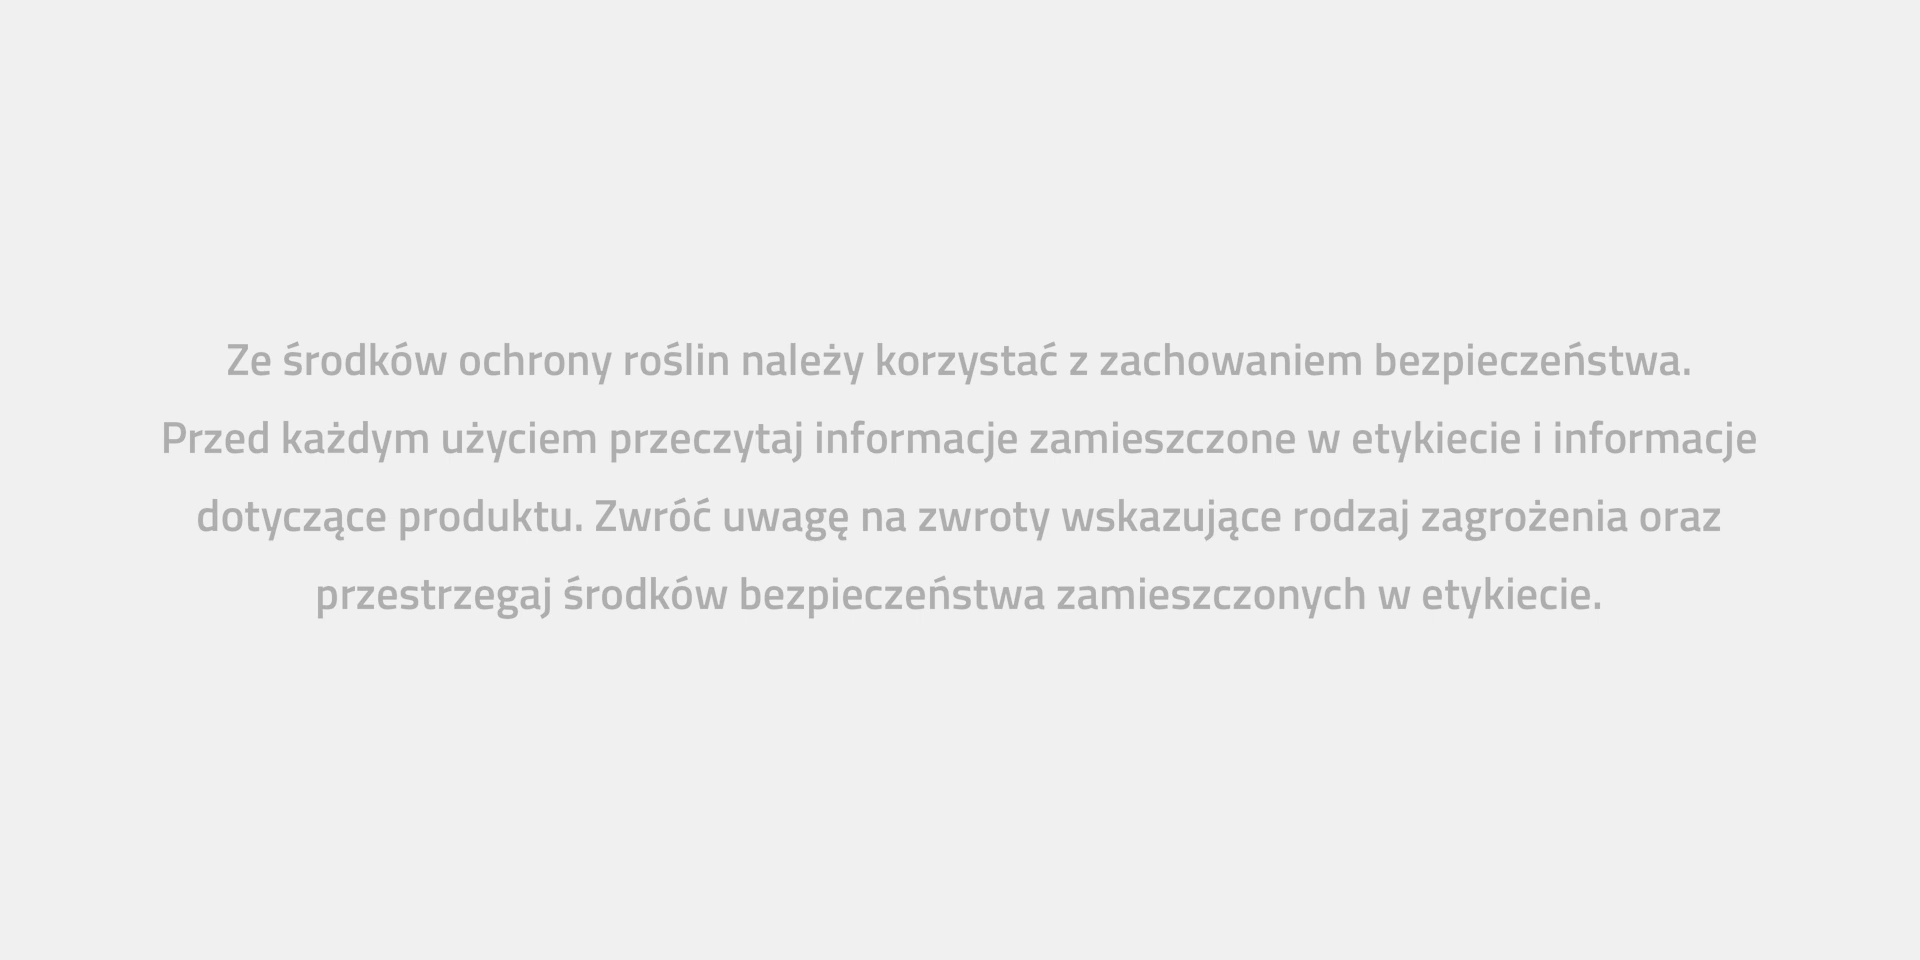 Ze środków ochrony roślin należy korzystać z zachowaniem bezpieczeństwa.
Przed każdym użyciem przeczytaj informacje zamieszczone w etykiecie i informacje
dotyczące produktu. Zwróć uwagę na zwroty wskazujące rodzaj zagrożenia oraz
przestrzegaj środków bezpieczeństwa zamieszczonych w etykiecie.